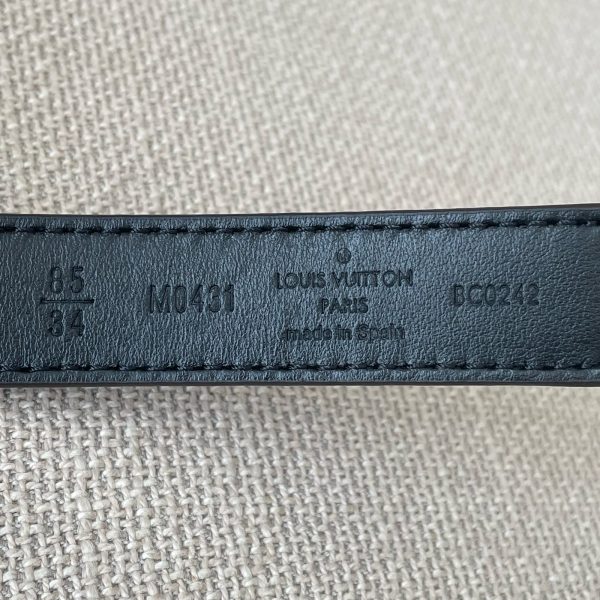 85
34
M0431
LOUIS VUITTON
PARIS
made in Spain
BC0242